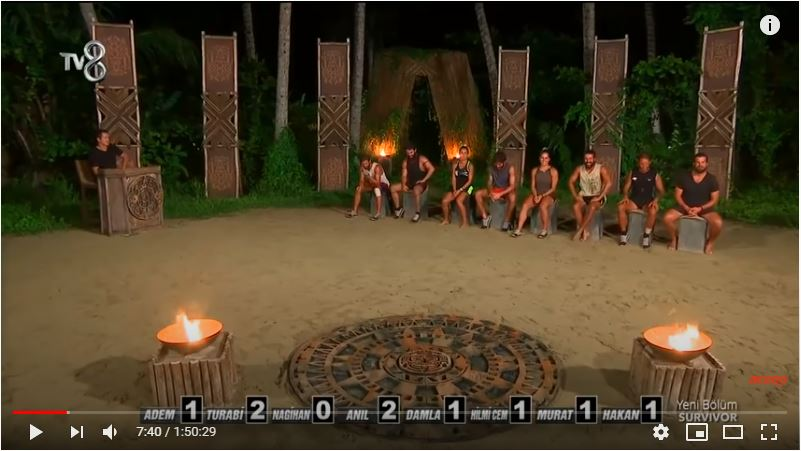 TV8
ADEM 1 TURABİ 2 NAGİHAN 0 ANIL 2 DAMLA 1 HİLMİ CEM 1 MURAT 1 HAKAN 1
Yeni Bölüm
SURVIVOR
7:40 / 1:50:29